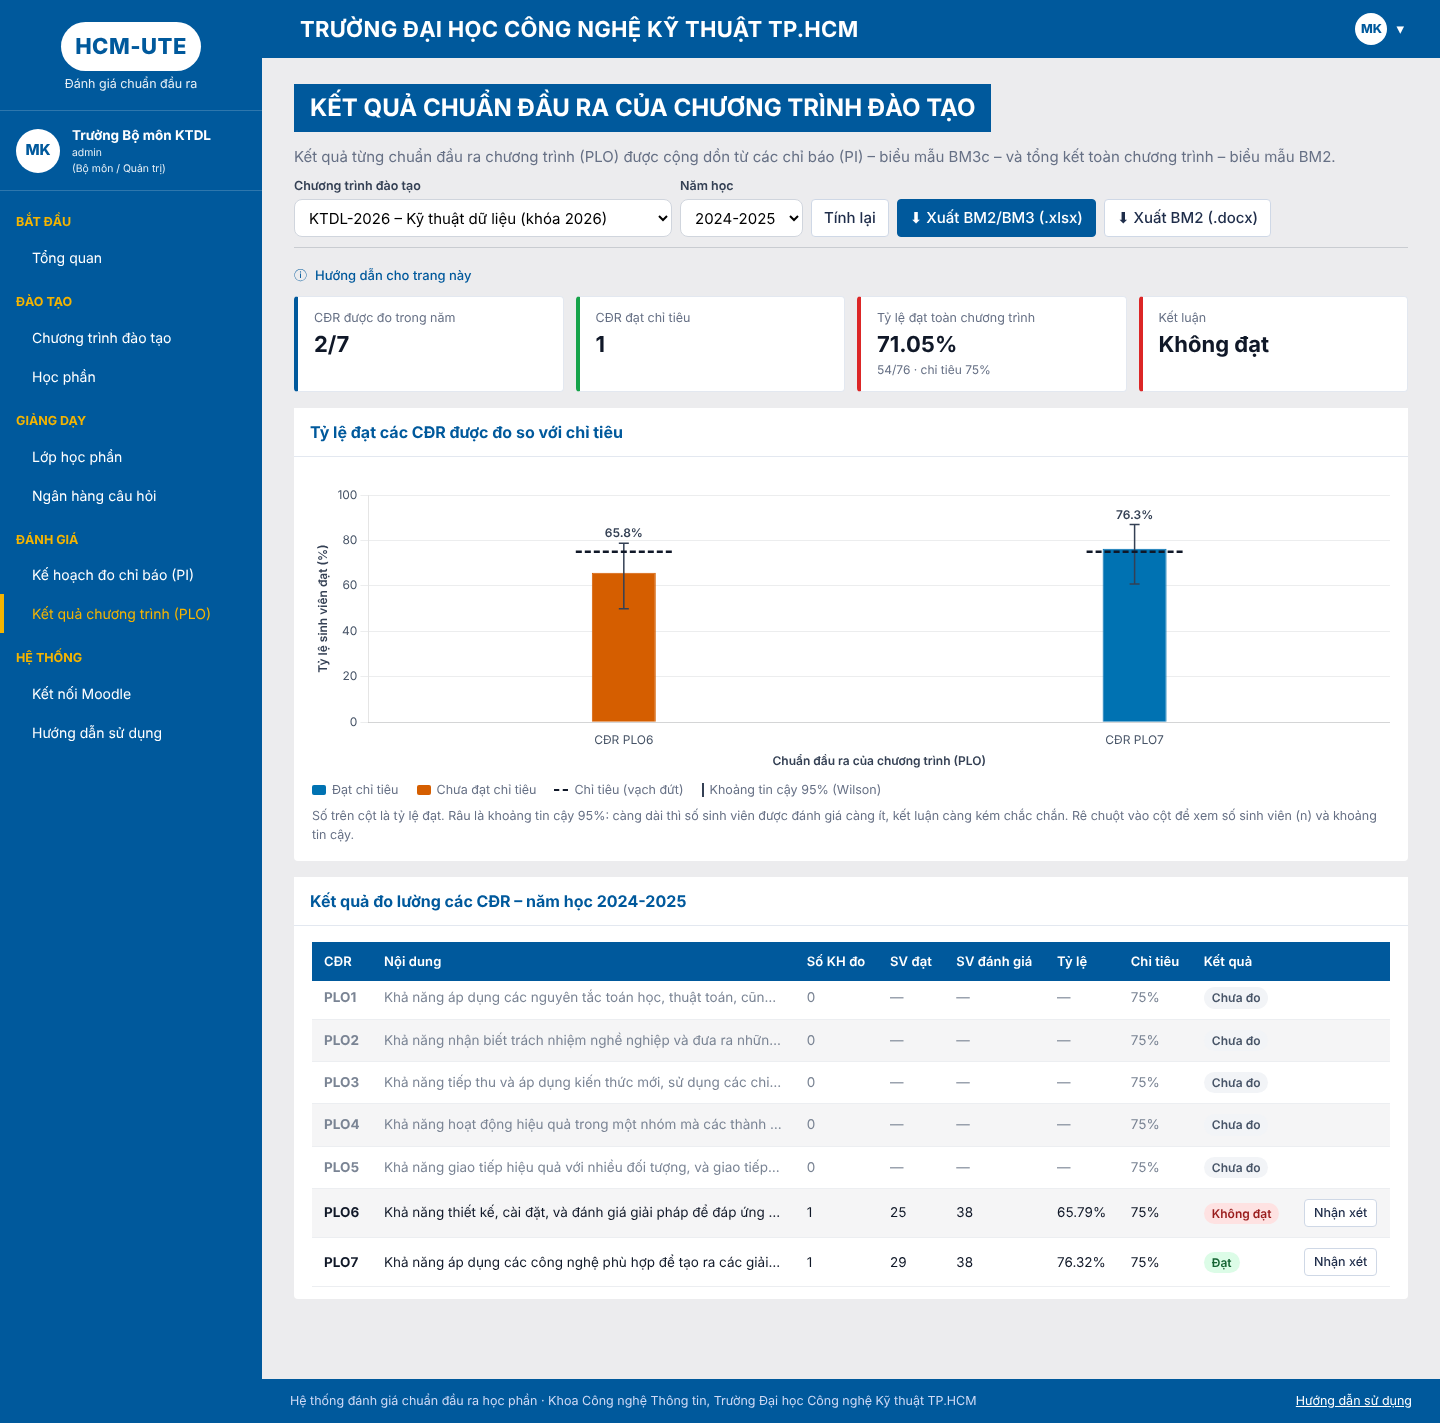 HCM-UTE
Đánh giá chuẩn đầu ra
MK
Trưởng Bộ môn KTDL
admin
(Bộ môn / Quản trị)
BẮT ĐẦU
Tổng quan
ĐÀO TẠO
Chương trình đào tạo
Học phần
GIẢNG DẠY
Lớp học phần
Ngân hàng câu hỏi
ĐÁNH GIÁ
Kế hoạch đo chỉ báo (PI)
Kết quả chương trình (PLO)
HỆ THỐNG
Kết nối Moodle
Hướng dẫn sử dụng
TRƯỜNG ĐẠI HỌC CÔNG NGHỆ KỸ THUẬT TP.HCM
MK ▾
KẾT QUẢ CHUẨN ĐẦU RA CỦA CHƯƠNG TRÌNH ĐÀO TẠO
Kết quả từng chuẩn đầu ra chương trình (PLO) được cộng dồn từ các chỉ báo (PI) – biểu mẫu BM3c – và tổng kết toàn chương trình – biểu mẫu BM2.
Chương trình đào tạo Năm học
KTDL-2026 – Kỹ thuật dữ liệu (khóa 2026) 2024-2025 Tính lại ⬇ Xuất BM2/BM3 (.xlsx) ⬇ Xuất BM2 (.docx)
ⓘ Hướng dẫn cho trang này
CĐR được đo trong năm
2/7
CĐR đạt chỉ tiêu
1
Tỷ lệ đạt toàn chương trình
71.05%
54/76 · chỉ tiêu 75%
Kết luận
Không đạt
Tỷ lệ đạt các CĐR được đo so với chỉ tiêu
Tỷ lệ sinh viên đạt (%)
100
80
60
40
20
0
65.8%
76.3%
CĐR PLO6 CĐR PLO7
Chuẩn đầu ra của chương trình (PLO)
Đạt chỉ tiêu Chưa đạt chỉ tiêu Chỉ tiêu (vạch đứt) Khoảng tin cậy 95% (Wilson)
Số trên cột là tỷ lệ đạt. Râu là khoảng tin cậy 95%: càng dài thì số sinh viên được đánh giá càng ít, kết luận càng kém chắc chắn. Rê chuột vào cột để xem số sinh viên (n) và khoảng
tin cậy.
Kết quả đo lường các CĐR – năm học 2024-2025
CĐR Nội dung Số KH đo SV đạt SV đánh giá Tỷ lệ Chỉ tiêu Kết quả
PLO1 Khả năng áp dụng các nguyên tắc toán học, thuật toán, cũn... 0 — — — 75% Chưa đo
PLO2 Khả năng nhận biết trách nhiệm nghề nghiệp và đưa ra nhữn... 0 — — — 75% Chưa đo
PLO3 Khả năng tiếp thu và áp dụng kiến thức mới, sử dụng các chi... 0 — — — 75% Chưa đo
PLO4 Khả năng hoạt động hiệu quả trong một nhóm mà các thành ... 0 — — — 75% Chưa đo
PLO5 Khả năng giao tiếp hiệu quả với nhiều đối tượng, và giao tiếp... 0 — — — 75% Chưa đo
PLO6 Khả năng thiết kế, cài đặt, và đánh giá giải pháp để đáp ứng ... 1 25 38 65.79% 75% Không đạt Nhận xét
PLO7 Khả năng áp dụng các công nghệ phù hợp để tạo ra các giải... 1 29 38 76.32% 75% Đạt Nhận xét
Hệ thống đánh giá chuẩn đầu ra học phần · Khoa Công nghệ Thông tin, Trường Đại học Công nghệ Kỹ thuật TP.HCM Hướng dẫn sử dụng